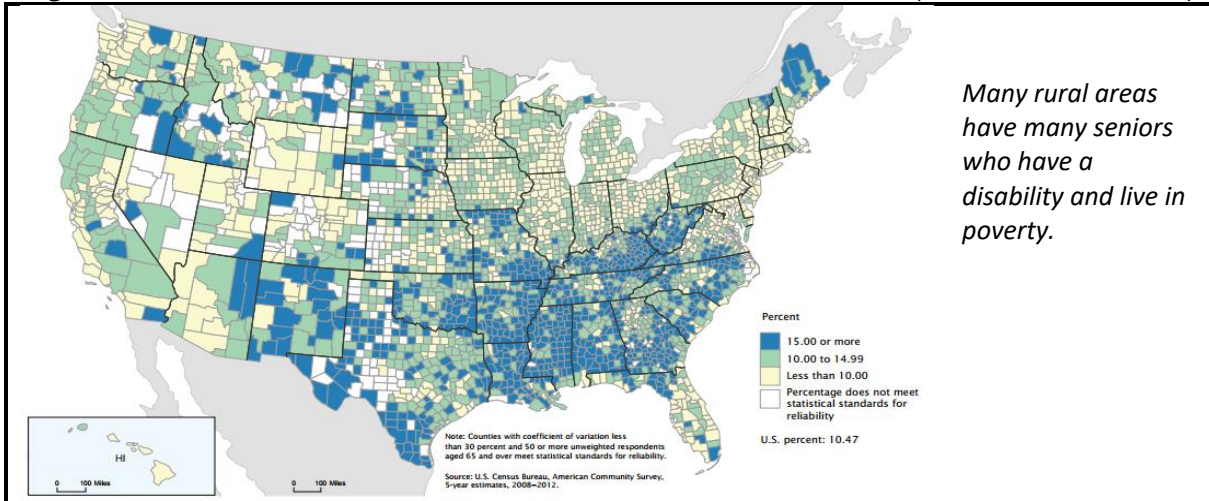 Many rural areas
have many seniors
who have a
disability and live in
poverty.
Percent
15.00 or more
10.00 to 14.99
Less than 10.00
Percentage does not meet
statistical standards for
reliability
U.S. percent: 10.47
Note: Counties with coefficient of variation less
than 30 percent and 50 or more unweighted respondents
aged 65 and over meet statistical standards for reliability.
Source: U.S. Census Bureau, American Community Survey,
5-year estimates, 2008–2012.
HI
0 100 Miles
0 100 Miles